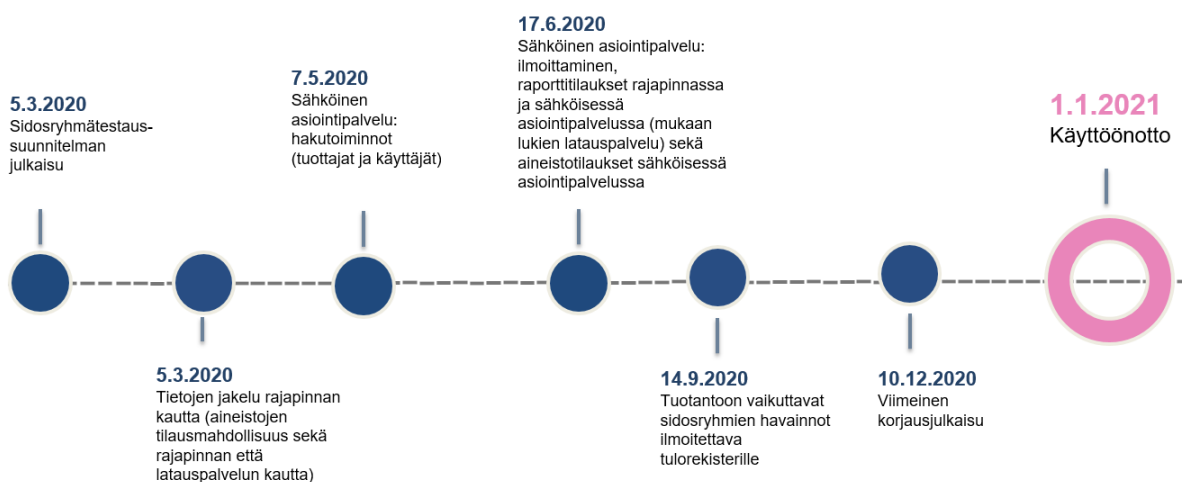 5.3.2020
Sidosryhmätestaus-
suunnitelman
julkaisu
5.3.2020
Tietojen jakelu rajapinnan
kautta (aineistojen
tilausmahdollisuus sekä
rajapinnan että
latauspalvelun kautta)
7.5.2020
Sähköinen
asiointipalvelu:
hakutoiminnot
(tuottajat ja käyttäjät)
17.6.2020
Sähköinen asiointipalvelu:
ilmoittaminen,
raporttitilaukset rajapinnassa
ja sähköisessä
asiointipalvelussa (mukaan
lukien latauspalvelu) sekä
aineistotilaukset sähköisessä
asiointipalvelussa
14.9.2020
Tuotantoon vaikuttavat
sidosryhmien havainnot
ilmoitettava
tulorekisterille
10.12.2020
Viimeinen
korjausjulkaisu
1.1.2021
Käyttöönotto